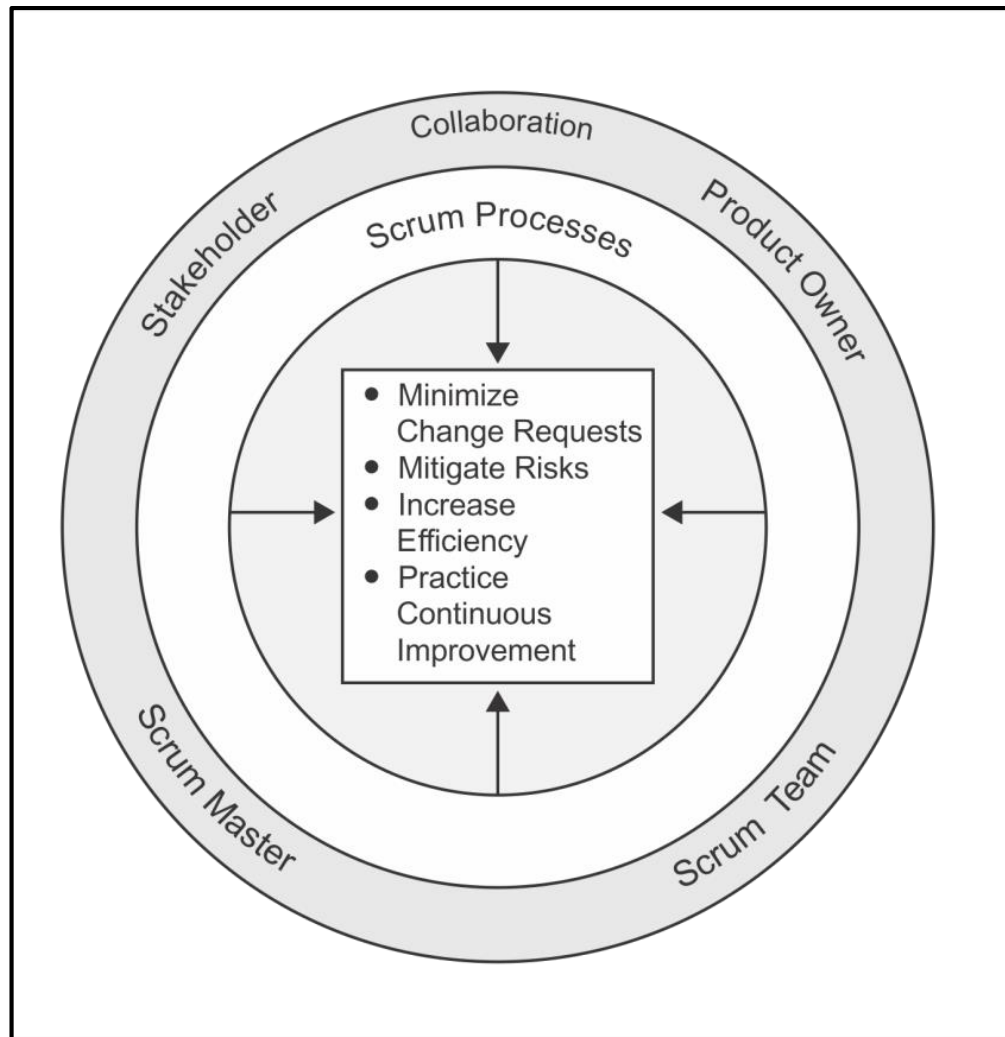 Collaboration
Stakeholder
Product Owner
Scrum Processes
● Minimize
Change Requests
● Mitigate Risks
● Increase
Efficiency
● Practice
Continuous
Improvement
Scrum Master
Scrum Team